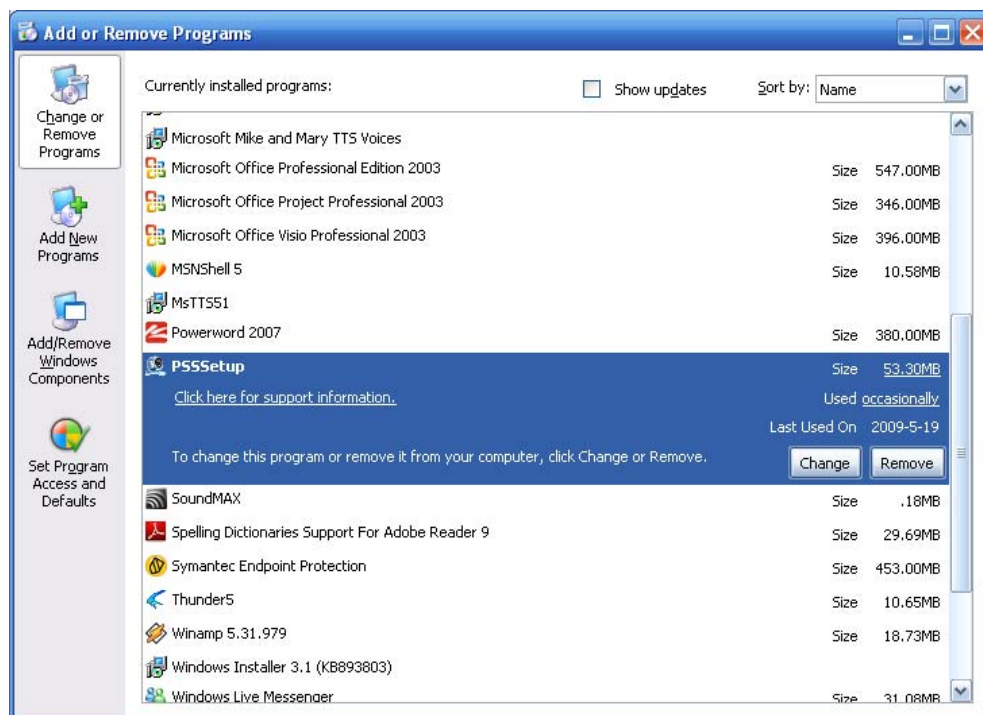 Add or Remove Programs
Change or
Remove
Programs
Add New
Programs
Add/Remove
Windows
Components
Set Program
Access and
Defaults
Currently installed programs:
Show updates
Sort by: Name
Microsoft Mike and Mary TTS Voices
Microsoft Office Professional Edition 2003 Size 547.00MB
Microsoft Office Project Professional 2003 Size 346.00MB
Microsoft Office Visio Professional 2003 Size 396.00MB
MSNShell 5 Size 10.58MB
MsTTS51
Powerword 2007 Size 380.00MB
PSSSetup Size 53.30MB
Click here for support information. Used occasionally
Last Used On 2009-5-19
To change this program or remove it from your computer, click Change or Remove. Change Remove
SoundMAX Size .18MB
Spelling Dictionaries Support For Adobe Reader 9 Size 29.69MB
Symantec Endpoint Protection Size 453.00MB
Thunder5 Size 10.65MB
Winamp 5.31.979 Size 18.73MB
Windows Installer 3.1 (KB893803)
Windows Live Messenger Size 31.08MB